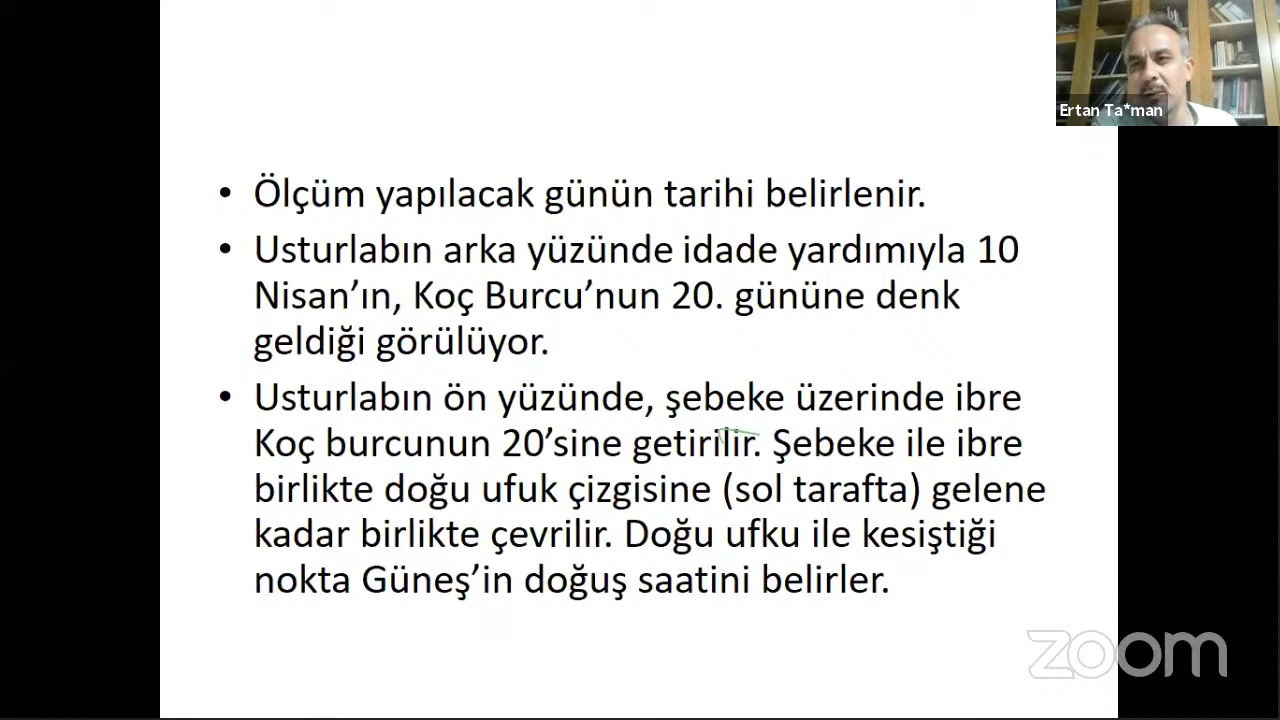 Ertan Ta*man
• Ölçüm yapılacak günün tarihi belirlenir.
• Usturlabın arka yüzünde idade yardımıyla 10
Nisan’ın, Koç Burcu’nun 20. gününe denk
geldiği görülüyor.
• Usturlabın ön yüzünde, şebeke üzerinde ibre
Koç burcunun 20’sine getirilir. Şebeke ile ibre
birlikte doğu ufuk çizgisine (sol tarafta) gelene
kadar birlikte çevrilir. Doğu ufku ile kesiştiği
nokta Güneş’in doğuş saatini belirler.
zoom